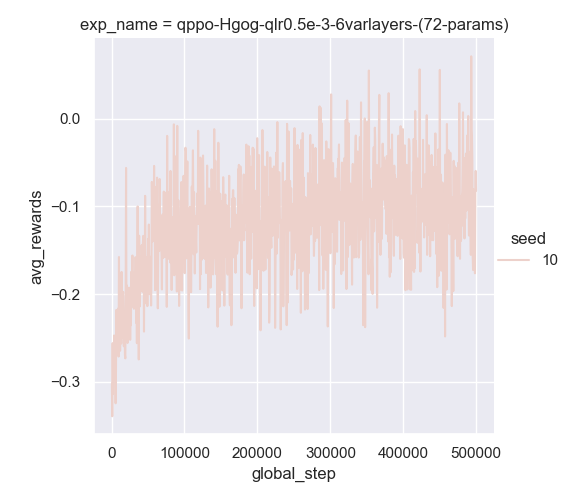 exp_name = qppo-Hgog-qlr0.5e-3-6varlayers-(72-params)
0.0
−0.1
−0.2
−0.3
avg_rewards
0 100000 200000 300000 400000 500000
global_step
seed
10